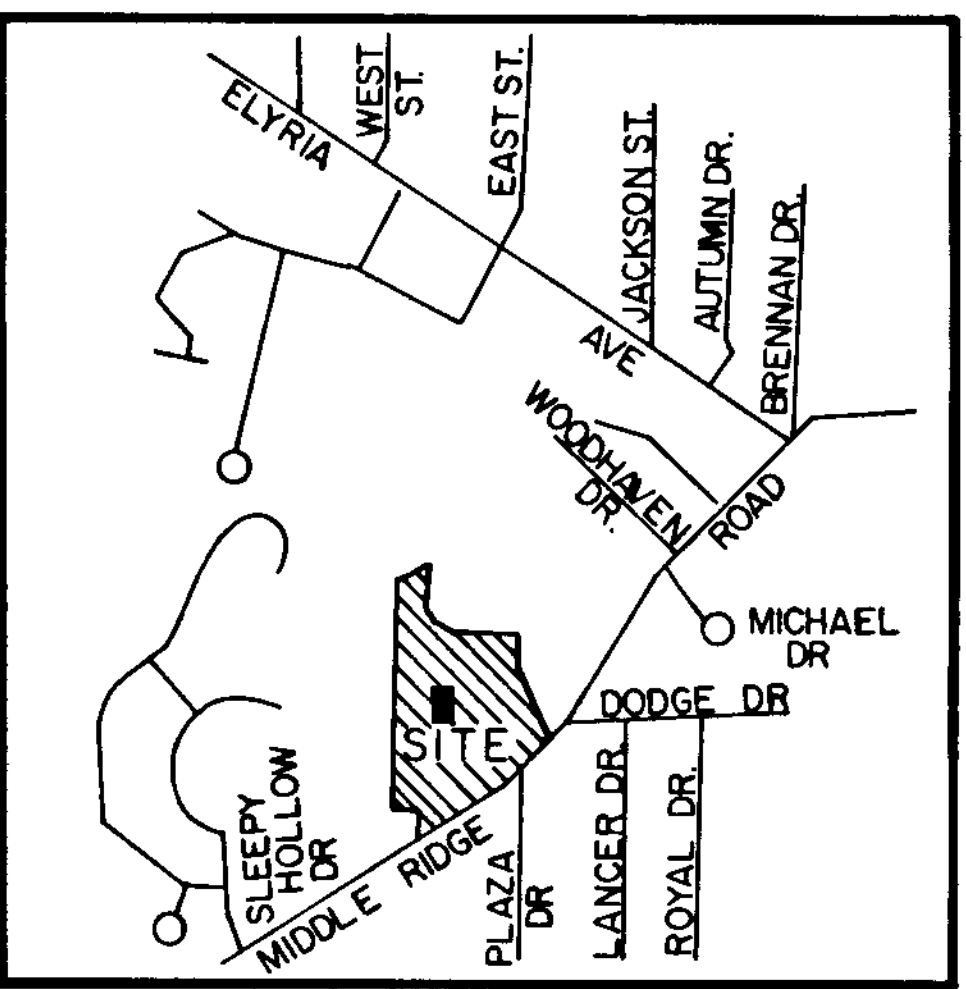 ELYRIA
WEST
ST.
EAST ST.
JACKSON ST.
AUTUMN DR.
BRENNAN DR.
AVE
WOODHAVEN
DR.
ROAD
MICHAEL
DR
DODGE DR
SITE
SLEEPY
HOLLOW
DR
MIDDLE RIDGE
PLAZA
DR
LANCER DR.
ROYAL DR.